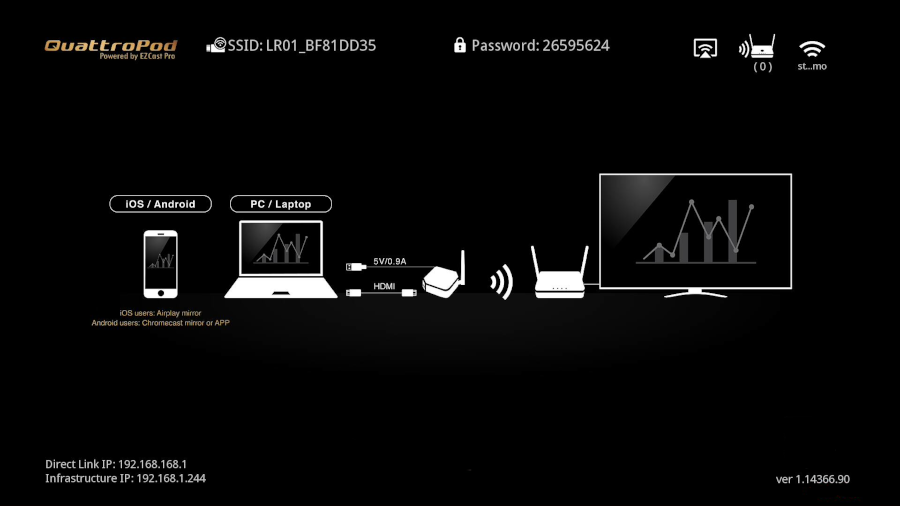 QuattroPod
Powered by EZCast Pro
SSID: LR01_BF81DD35
Password: 26595624
( 0 )
st...mo
iOS / Android
PC / Laptop
5V/0.9A
HDMI
iOS users: Airplay mirror
Android users: Chromecast mirror or APP
Direct Link IP: 192.168.168.1
Infrastructure IP: 192.168.1.244
ver 1.14366.90